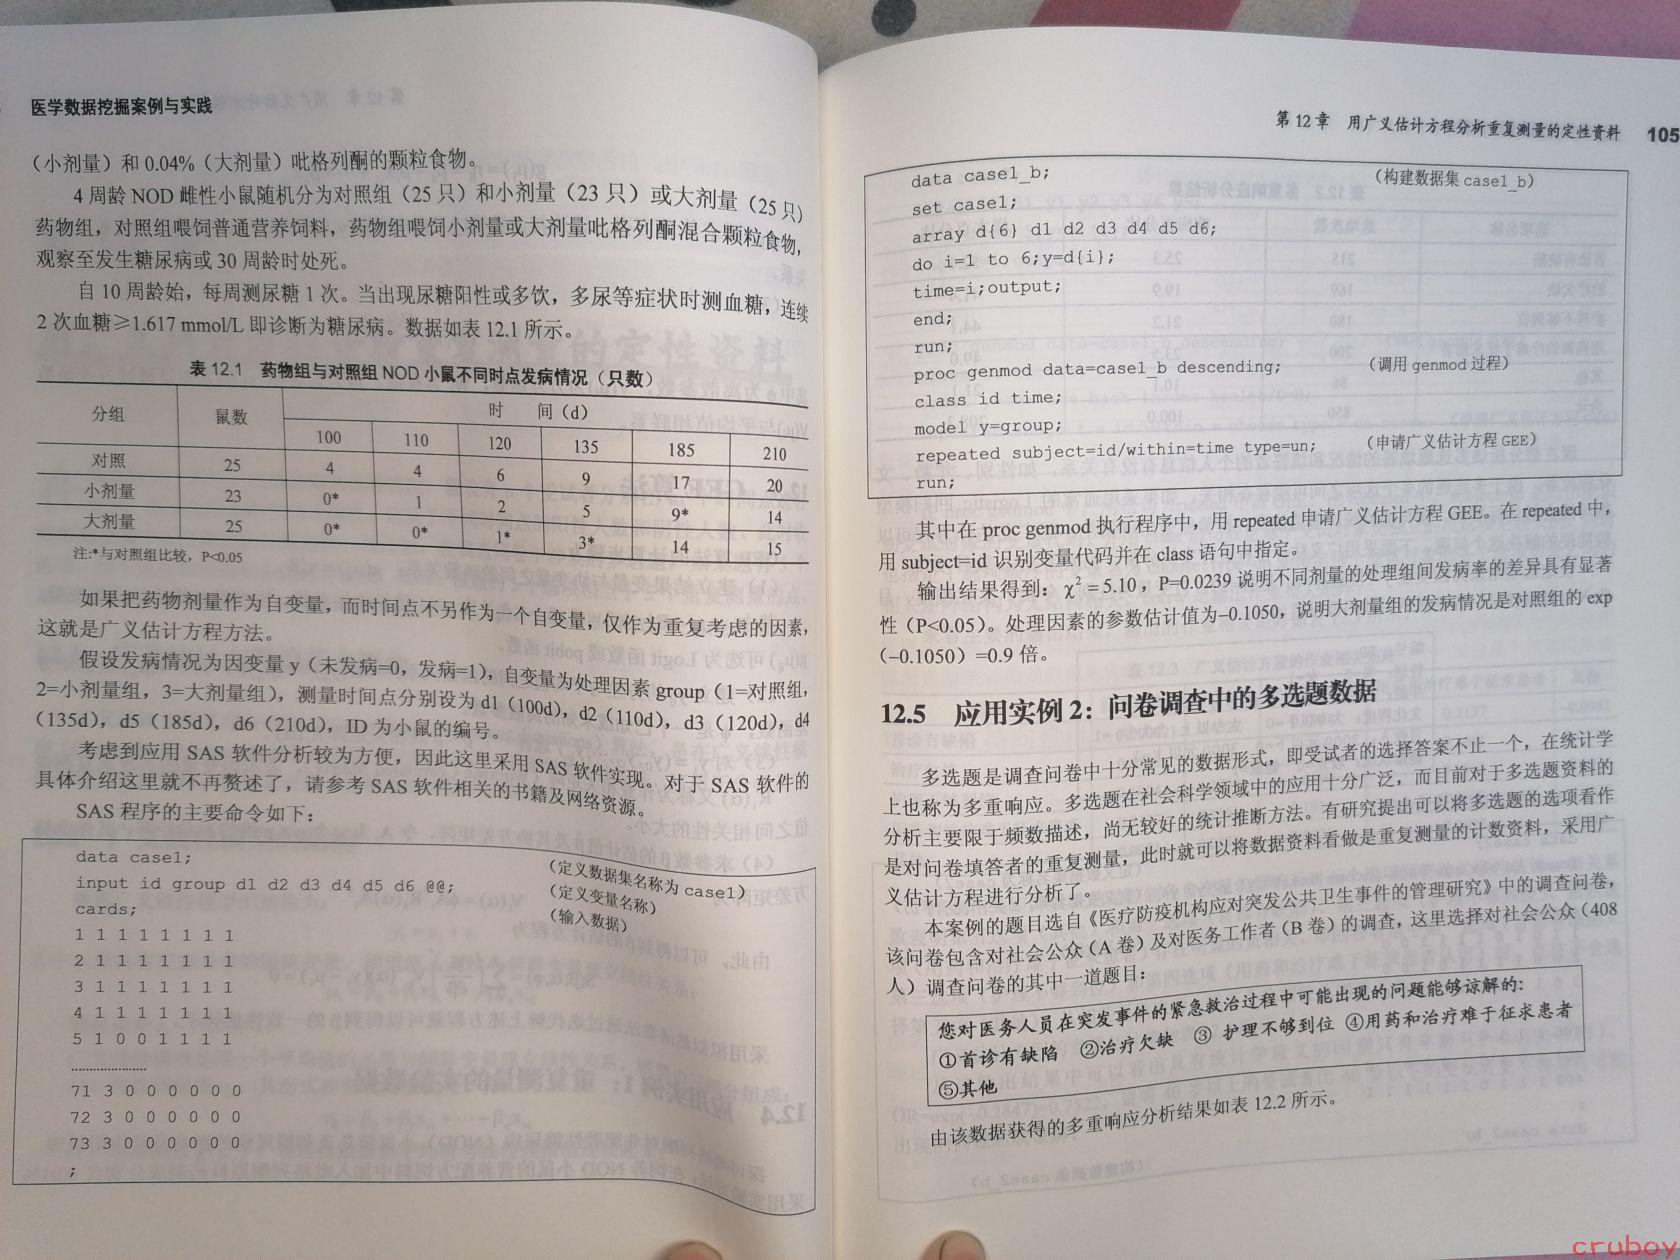 医学数据挖掘案例与实践
（小剂量）和 0.04%（大剂量）吡格列酮的颗粒食物。
4 周龄 NOD 雌性小鼠随机分为对照组（25 只）和小剂量（23 只）或大剂量（25 只）
药物组，对照组喂饲普通营养饲料，药物组喂饲小剂量或大剂量吡格列酮混合颗粒食物，
观察至发生糖尿病或 30 周龄时处死。
自 10 周龄始，每周测尿糖 1 次。当出现尿糖阳性或多饮，多尿等症状时测血糖，连续
2 次血糖≥1.617 mmol/L 即诊断为糖尿病。数据如表 12.1 所示。
表 12.1 药物组与对照组 NOD 小鼠不同时点发病情况（只数）
分组 鼠数 时 间（d）
100 110 120 135 185 210
对照 25 4 4 6 9 17 20
小剂量 23 0* 1 2 5 9* 14
大剂量 25 0* 0* 1* 3* 14 15
注:*与对照组比较，P<0.05
如果把药物剂量作为自变量，而时间点不另作为一个自变量，仅作为重复考虑的因素，
这就是广义估计方程方法。
假设发病情况为因变量 y（未发病=0，发病=1），自变量为处理因素 group（1=对照组，
2=小剂量组，3=大剂量组），测量时间点分别设为 d1（100d），d2（110d），d3（120d），d4
（135d），d5（185d），d6（210d），ID 为小鼠的编号。
考虑到应用 SAS 软件分析较为方便，因此这里采用 SAS 软件实现。对于 SAS 软件的
具体介绍这里就不再赘述了，请参考 SAS 软件相关的书籍及网络资源。
SAS 程序的主要命令如下：
data case1; （定义数据集名称为 case1）
input id group d1 d2 d3 d4 d5 d6 @@; （定义变量名称）
cards; （输入数据）
1 1 1 1 1 1 1 1
2 1 1 1 1 1 1 1
3 1 1 1 1 1 1 1
4 1 1 1 1 1 1 1
5 1 0 0 1 1 1 1
.....................
71 3 0 0 0 0 0 0
72 3 0 0 0 0 0 0
73 3 0 0 0 0 0 0
;
第 12 章 用广义估计方程分析重复测量的定性资料 105
data case1_b; （构建数据集 case1_b）
set case1;
array d{6} d1 d2 d3 d4 d5 d6;
do i=1 to 6;y=d{i};
time=i;output;
end;
run;
proc genmod data=case1_b descending; （调用 genmod 过程）
class id time;
model y=group;
repeated subject=id/within=time type=un; （申请广义估计方程 GEE）
run;
其中在 proc genmod 执行程序中，用 repeated 申请广义估计方程 GEE。在 repeated 中，
用 subject=id 识别变量代码并在 class 语句中指定。
输出结果得到：χ²=5.10，P=0.0239 说明不同剂量的处理组间发病率的差异具有显著
性（P<0.05）。处理因素的参数估计值为−0.1050，说明大剂量组的发病情况是对照组的 exp
（−0.1050）=0.9 倍。
12.5 应用实例 2：问卷调查中的多选题数据
多选题是调查问卷中十分常见的数据形式，即受试者的选择答案不止一个，在统计学
上也称为多重响应。多选题在社会科学领域中的应用十分广泛，而目前对于多选题资料的
分析主要限于频数描述，尚无较好的统计推断方法。有研究提出可以将多选题的选项看作
是对问卷填答者的重复测量，此时就可以将数据资料看做是重复测量的计数资料，采用广
义估计方程进行分析了。
本案例的题目选自《医疗防疫机构应对突发公共卫生事件的管理研究》中的调查问卷，
该问卷包含对社会公众（A 卷）及对医务工作者（B 卷）的调查，这里选择对社会公众（408
人）调查问卷的其中一道题目：
您对医务人员在突发事件的紧急救治过程中可能出现的问题能够谅解的:
①首诊有缺陷 ②治疗欠缺 ③ 护理不够到位 ④用药和治疗难于征求患者
⑤其他
由该数据获得的多重响应分析结果如表 12.2 所示。
cruboy